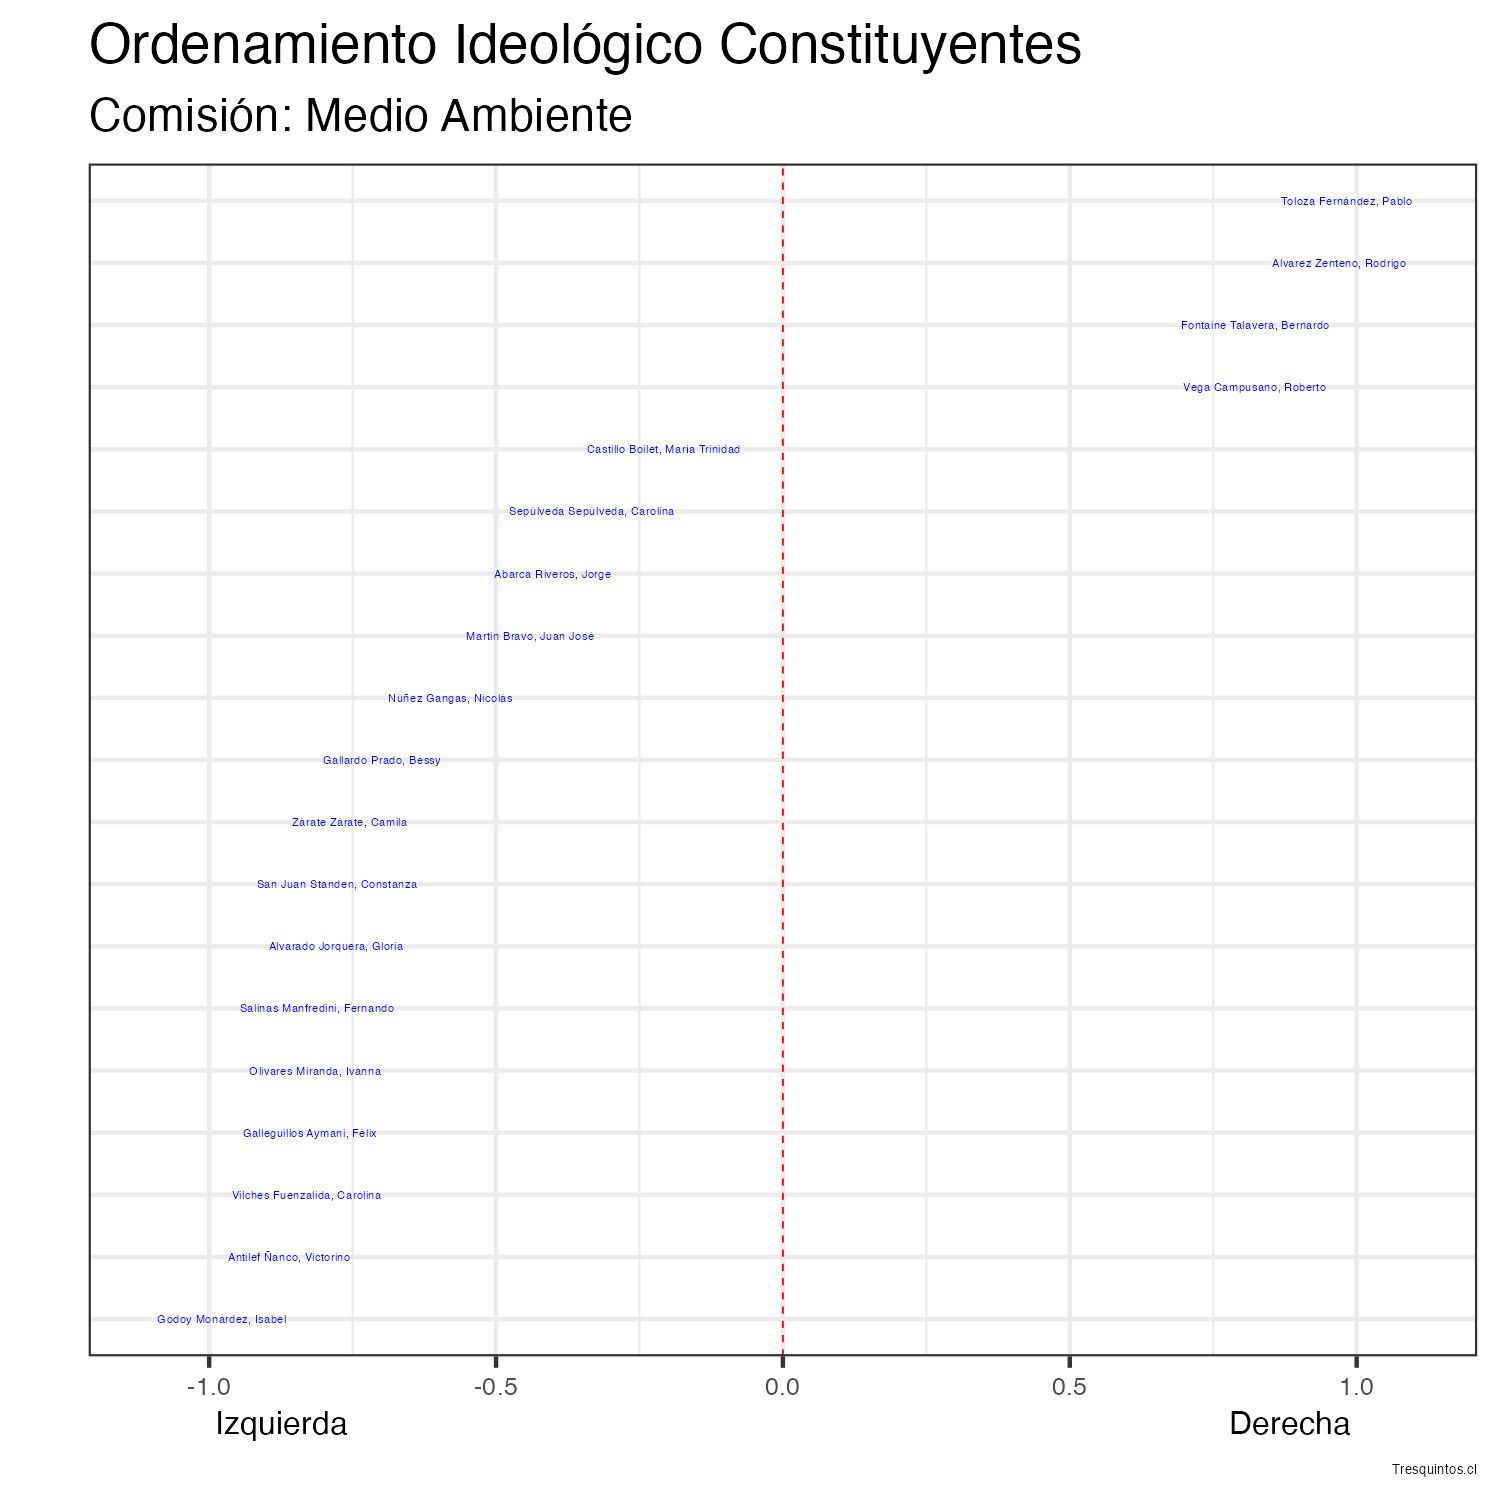 Ordenamiento Ideológico Constituyentes
Comisión: Medio Ambiente
Toloza Fernández, Pablo
Alvarez Zenteno, Rodrigo
Fontaine Talavera, Bernardo
Vega Campusano, Roberto
Castillo Boilet, Maria Trinidad
Sepúlveda Sepúlveda, Carolina
Abarca Riveros, Jorge
Martin Bravo, Juan José
Núñez Gangas, Nicolás
Gallardo Prado, Bessy
Zárate Zárate, Camila
San Juan Standen, Constanza
Alvarado Jorquera, Gloria
Salinas Manfredini, Fernando
Olivares Miranda, Ivanna
Galleguillos Aymani, Félix
Vilches Fuenzalida, Carolina
Antilef Ñanco, Victorino
Godoy Monardez, Isabel
-1.0 -0.5 0.0 0.5 1.0
Izquierda Derecha
Tresquintos.cl